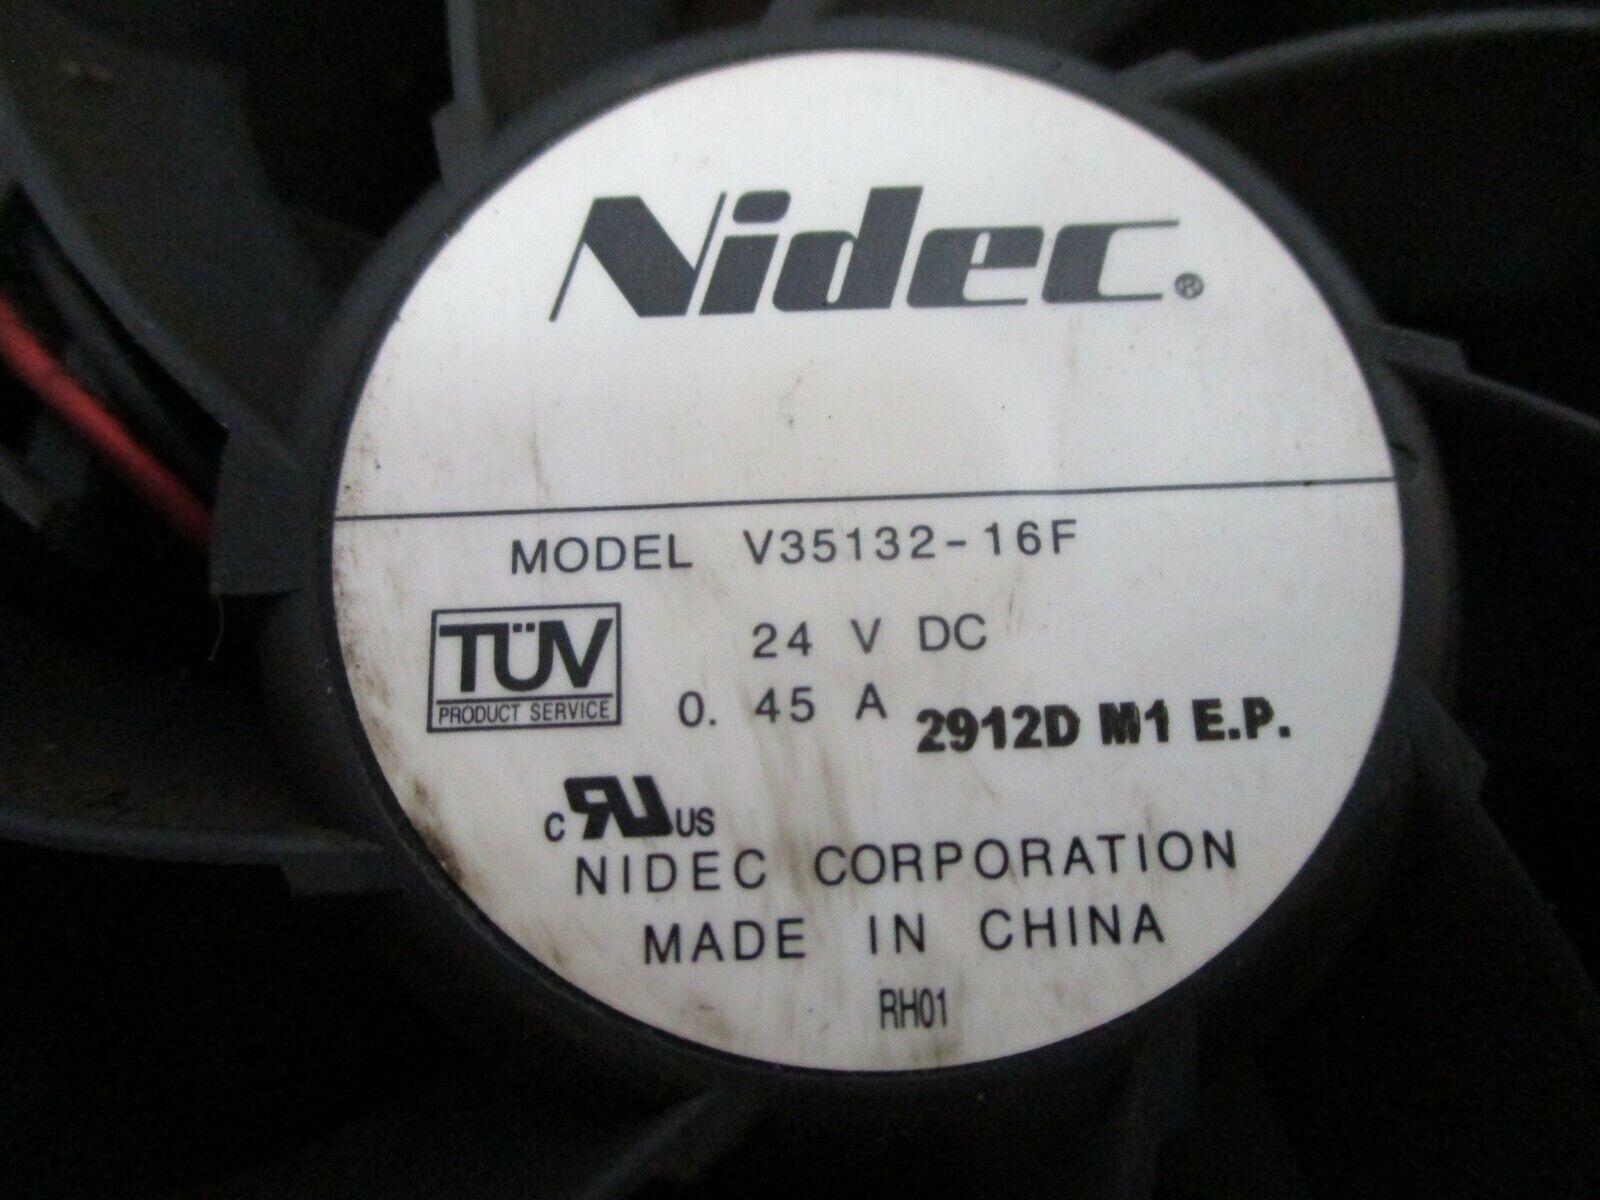 Nidec®
MODEL V35132-16F
TÜV
PRODUCT SERVICE
24 V DC
0. 45 A
2912D M1 E.P.
c RU US
NIDEC CORPORATION
MADE IN CHINA
RH01